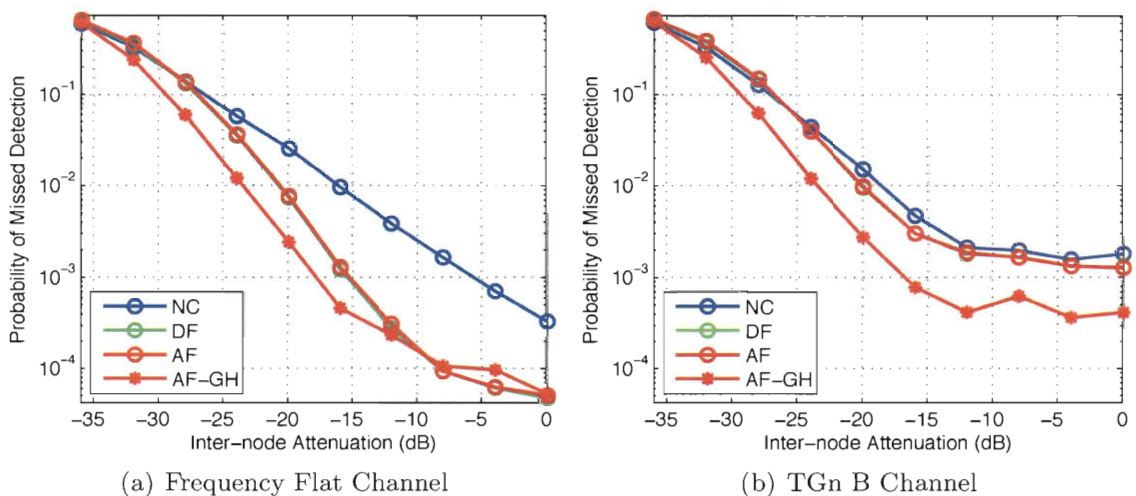 Probability of Missed Detection
10⁻¹
10⁻²
10⁻³
10⁻⁴
NC
DF
AF
AF−GH
−35 −30 −25 −20 −15 −10 −5 0
Inter−node Attenuation (dB)
(a) Frequency Flat Channel
Probability of Missed Detection
10⁻¹
10⁻²
10⁻³
10⁻⁴
NC
DF
AF
AF−GH
−35 −30 −25 −20 −15 −10 −5 0
Inter−node Attenuation (dB)
(b) TGn B Channel